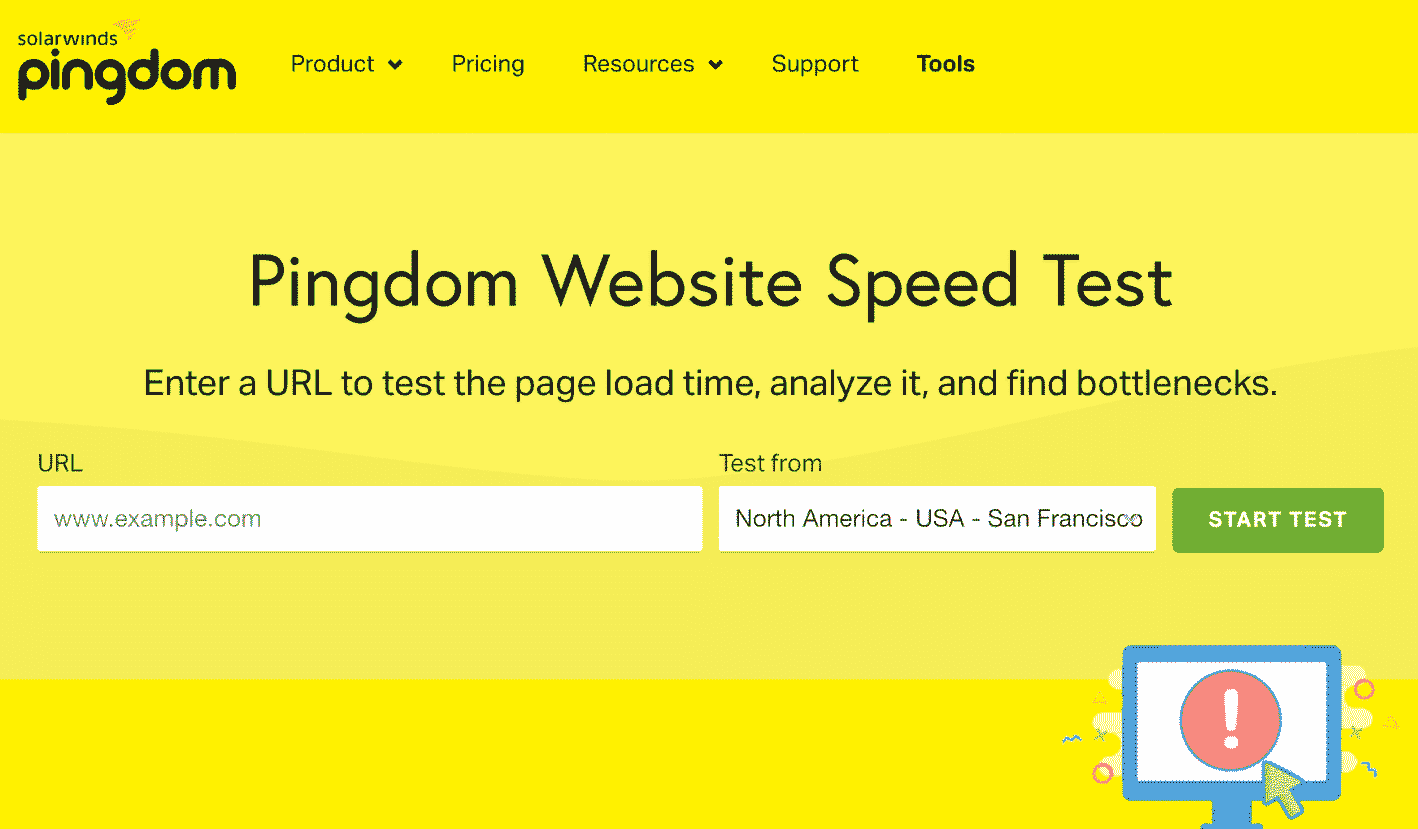 solarwinds
pingdom
Product Pricing Resources Support Tools
Pingdom Website Speed Test
Enter a URL to test the page load time, analyze it, and find bottlenecks.
URL Test from
www.example.com North America - USA - San Francisco START TEST
!